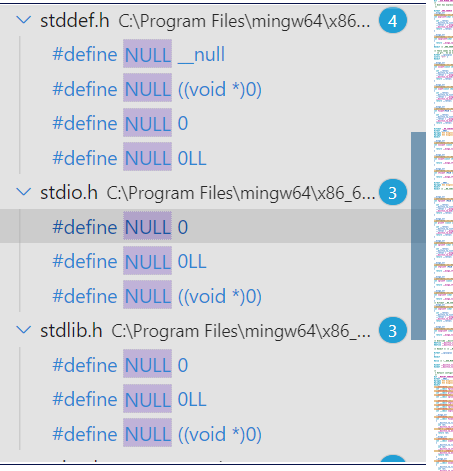 stddef.h C:\Program Files\mingw64\x86... 4
#define NULL __null
#define NULL ((void *)0)
#define NULL 0
#define NULL 0LL
stdio.h C:\Program Files\mingw64\x86_6... 3
#define NULL 0
#define NULL 0LL
#define NULL ((void *)0)
stdlib.h C:\Program Files\mingw64\x86_... 3
#define NULL 0
#define NULL 0LL
#define NULL ((void *)0)